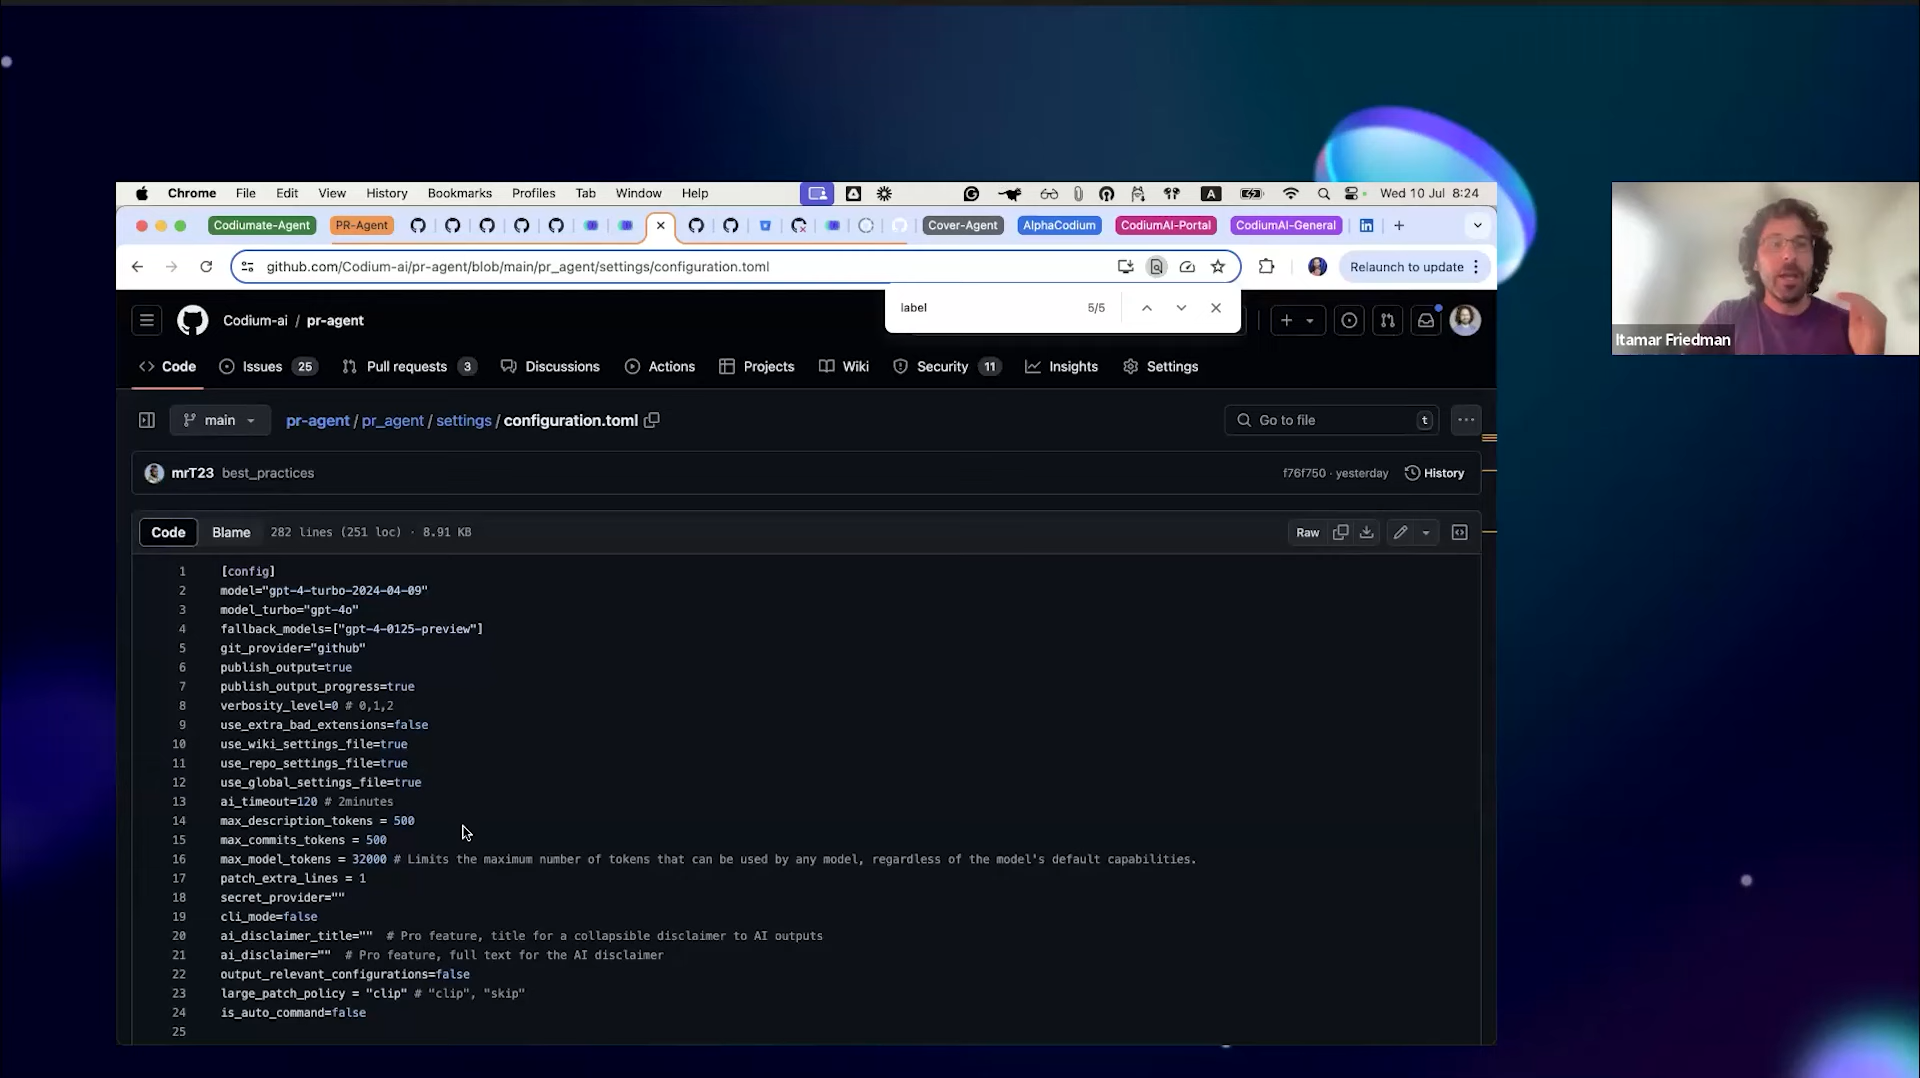 Chrome File Edit View History Bookmarks Profiles Tab Window Help A Wed 10 Jul 8:24
Codiumate-Agent PR-Agent Cover-Agent AlphaCodium CodiumAI-Portal CodiumAI-General
github.com/Codium-ai/pr-agent/blob/main/pr_agent/settings/configuration.toml Relaunch to update
label 5/5
Codium-ai / pr-agent
Itamar Friedman
Code Issues 25 Pull requests 3 Discussions Actions Projects Wiki Security 11 Insights Settings
main pr-agent / pr_agent / settings / configuration.toml Go to file t
mrT23 best_practices f76f750 · yesterday History
Code Blame 282 lines (251 loc) · 8.91 KB Raw
1 [config]
2 model="gpt-4-turbo-2024-04-09"
3 model_turbo="gpt-4o"
4 fallback_models=["gpt-4-0125-preview"]
5 git_provider="github"
6 publish_output=true
7 publish_output_progress=true
8 verbosity_level=0 # 0,1,2
9 use_extra_bad_extensions=false
10 use_wiki_settings_file=true
11 use_repo_settings_file=true
12 use_global_settings_file=true
13 ai_timeout=120 # 2minutes
14 max_description_tokens = 500
15 max_commits_tokens = 500
16 max_model_tokens = 32000 # Limits the maximum number of tokens that can be used by any model, regardless of the model's default capabilities.
17 patch_extra_lines = 1
18 secret_provider=""
19 cli_mode=false
20 ai_disclaimer_title="" # Pro feature, title for a collapsible disclaimer to AI outputs
21 ai_disclaimer="" # Pro feature, full text for the AI disclaimer
22 output_relevant_configurations=false
23 large_patch_policy = "clip" # "clip", "skip"
24 is_auto_command=false
25